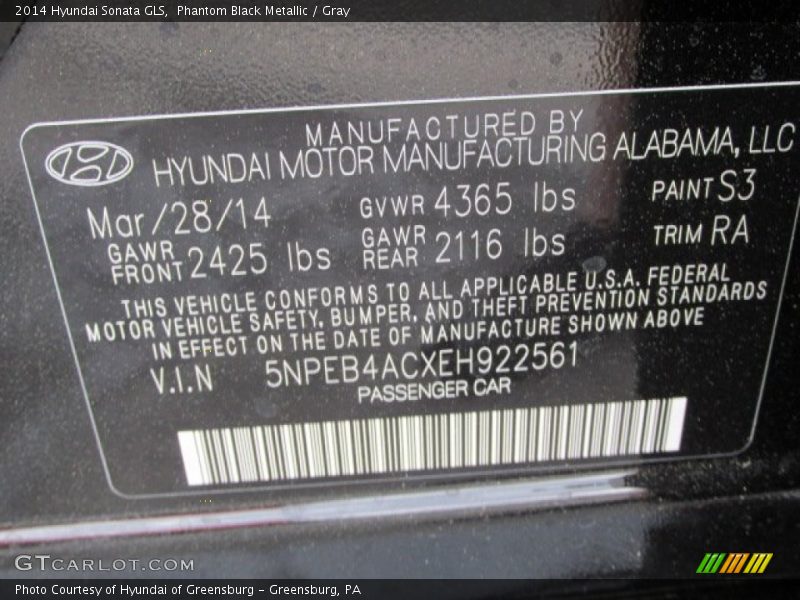 2014 Hyundai Sonata GLS, Phantom Black Metallic / Gray
MANUFACTURED BY
HYUNDAI MOTOR MANUFACTURING ALABAMA, LLC
Mar/28/14 GVWR 4365 lbs PAINT S3
GAWR FRONT 2425 lbs GAWR REAR 2116 lbs TRIM RA
THIS VEHICLE CONFORMS TO ALL APPLICABLE U.S.A. FEDERAL
MOTOR VEHICLE SAFETY, BUMPER, AND THEFT PREVENTION STANDARDS
IN EFFECT ON THE DATE OF MANUFACTURE SHOWN ABOVE
V.I.N 5NPEB4ACXEH922561
PASSENGER CAR
GTCARLOT.COM
Photo Courtesy of Hyundai of Greensburg - Greensburg, PA